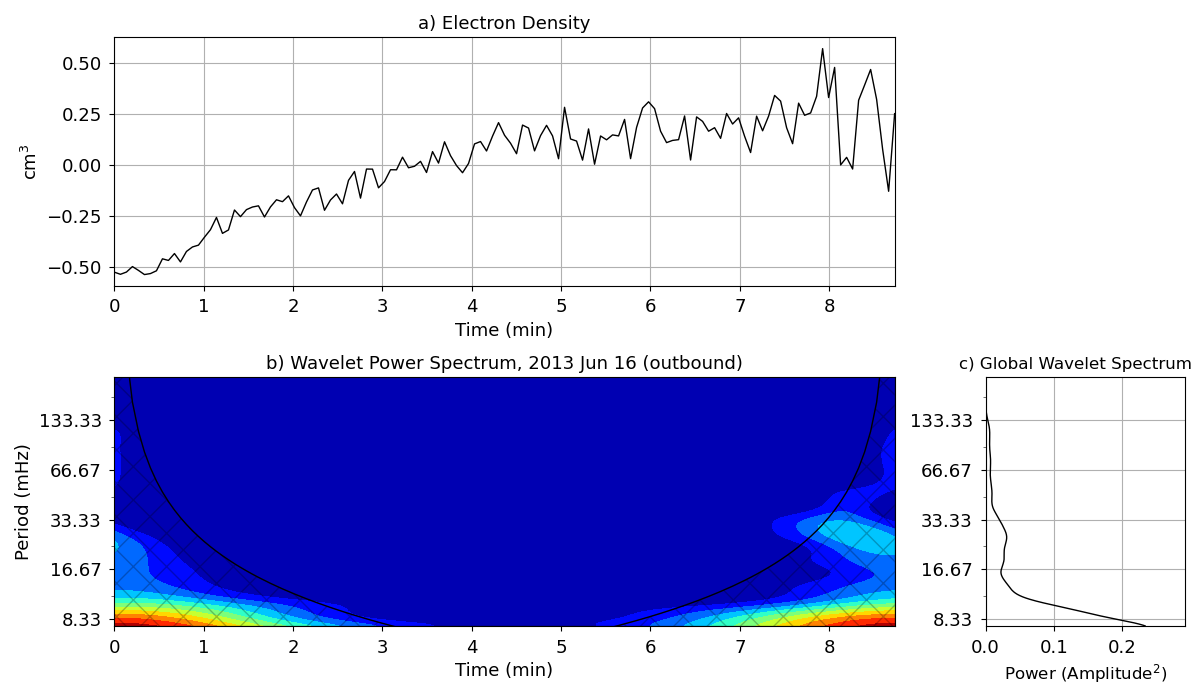 a) Electron Density
cm³
0.50
0.25
0.00
−0.25
−0.50
0 1 2 3 4 5 6 7 8
Time (min)
b) Wavelet Power Spectrum, 2013 Jun 16 (outbound)
Period (mHz)
133.33
66.67
33.33
16.67
8.33
0 1 2 3 4 5 6 7 8
Time (min)
c) Global Wavelet Spectrum
133.33
66.67
33.33
16.67
8.33
0.0 0.1 0.2
Power (Amplitude²)